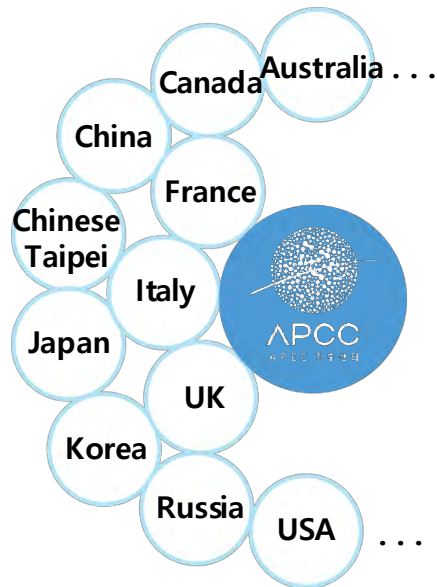 Australia . . .
Canada
China
France
Chinese
Taipei
Italy
Japan
UK
Korea
Russia
USA . . .
APCC